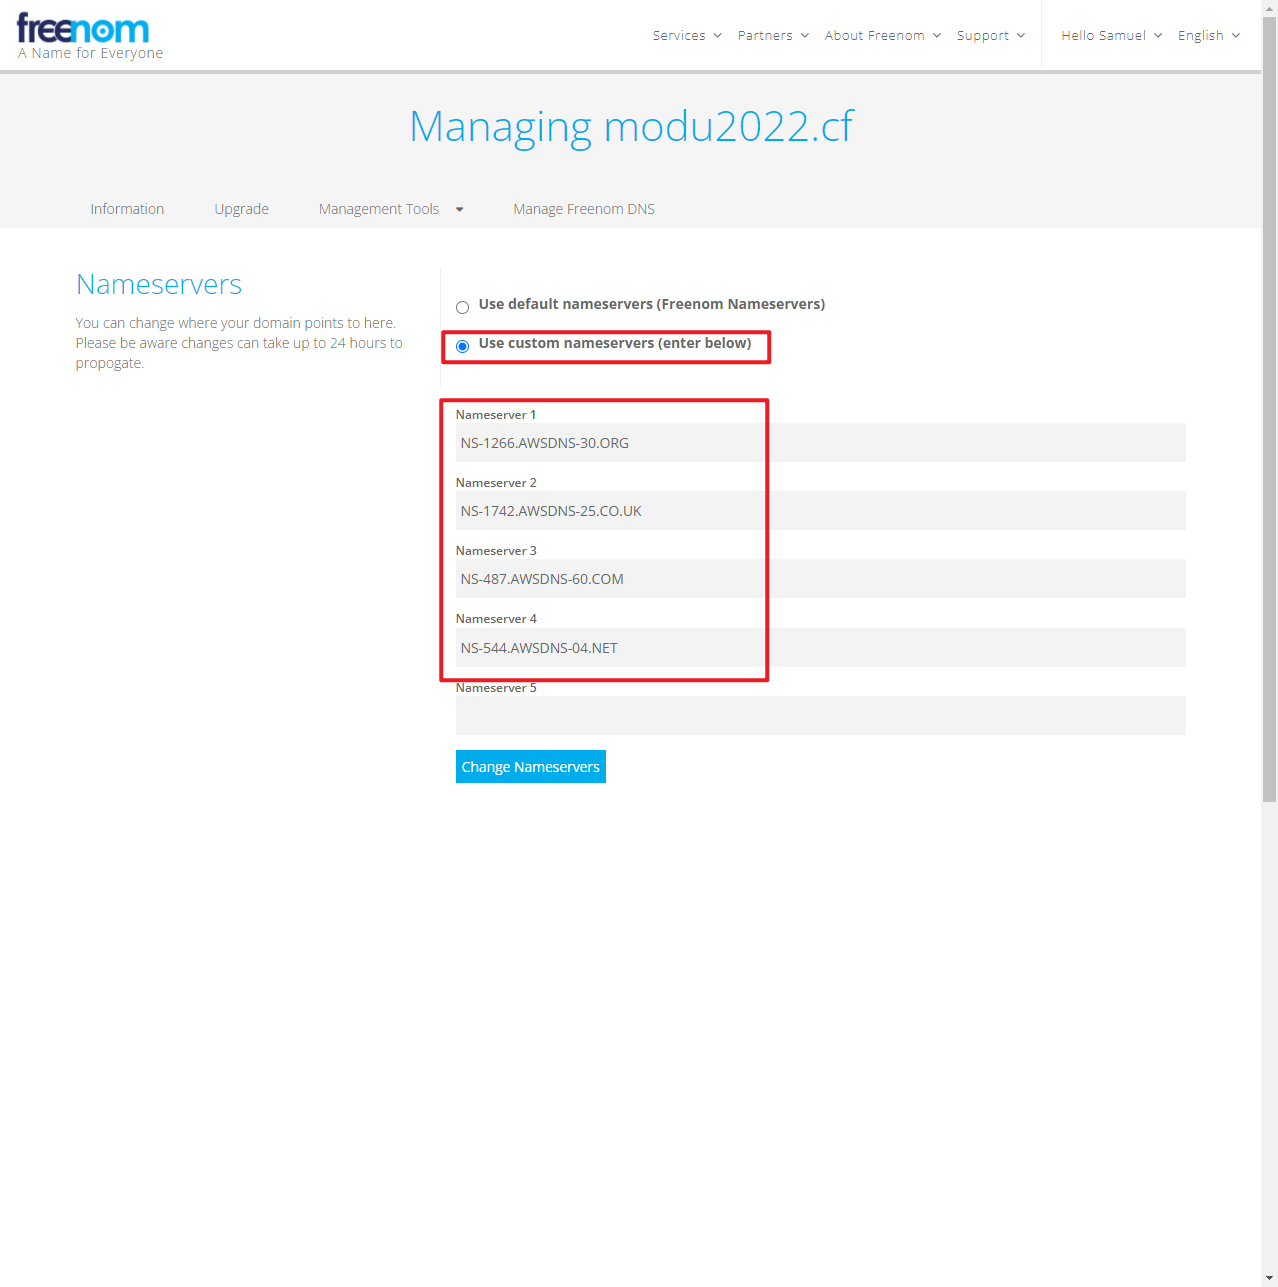 freenom
A Name for Everyone
Services Partners About Freenom Support Hello Samuel English
Managing modu2022.cf
Information Upgrade Management Tools Manage Freenom DNS
Nameservers
You can change where your domain points to here.
Please be aware changes can take up to 24 hours to
propogate.
Use default nameservers (Freenom Nameservers)
Use custom nameservers (enter below)
Nameserver 1
NS-1266.AWSDNS-30.ORG
Nameserver 2
NS-1742.AWSDNS-25.CO.UK
Nameserver 3
NS-487.AWSDNS-60.COM
Nameserver 4
NS-544.AWSDNS-04.NET
Nameserver 5
Change Nameservers